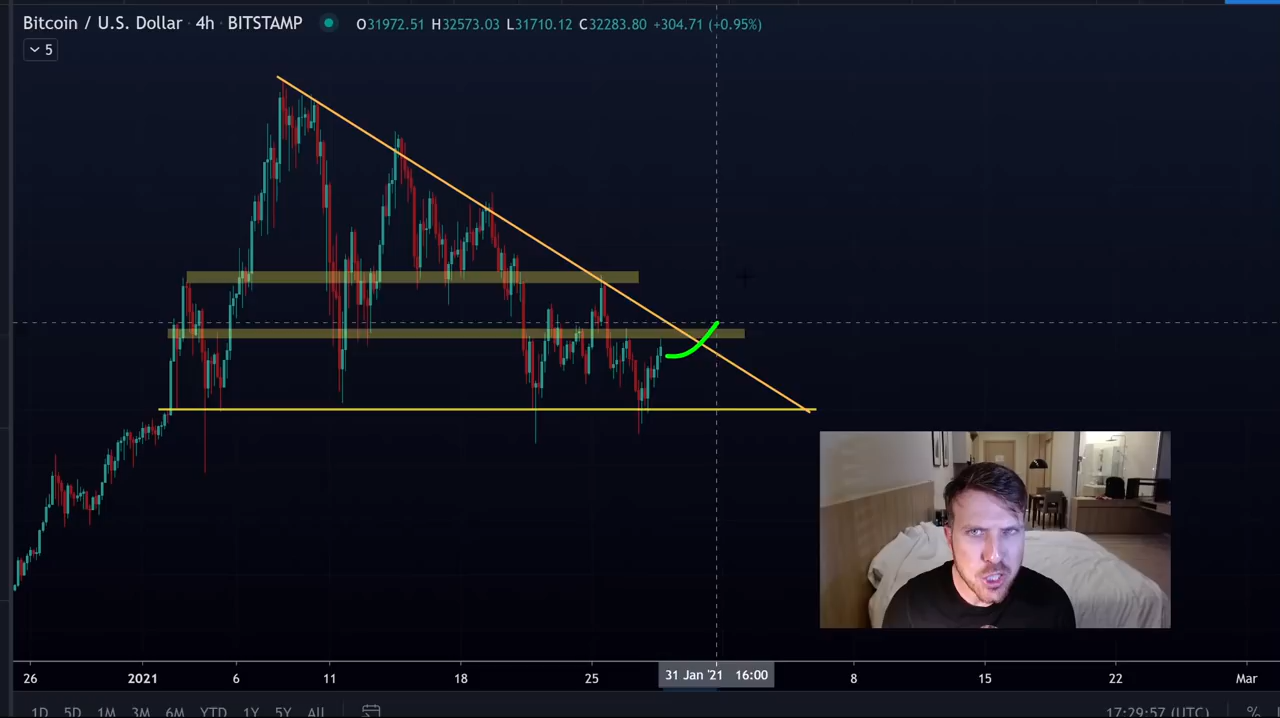 Bitcoin / U.S. Dollar · 4h · BITSTAMP O31972.51 H32573.03 L31710.12 C32283.80 +304.71 (+0.95%)
5
26 2021 6 11 18 25 31 Jan '21 16:00 8 15 22 Mar
1D 5D 1M 3M 6M YTD 1Y 5Y All 17:29:57 (UTC) %